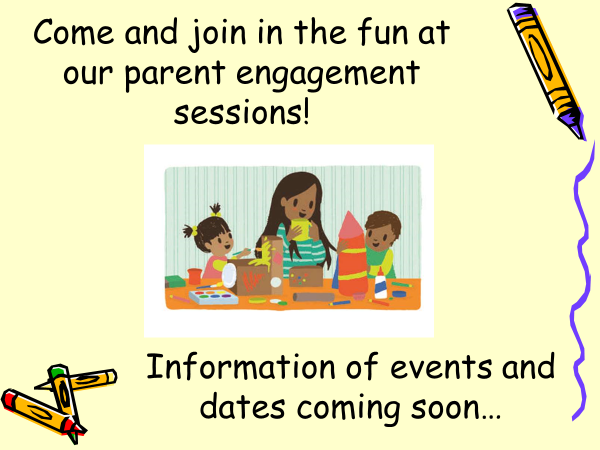 Come and join in the fun at
our parent engagement
sessions!
Information of events and
dates coming soon…